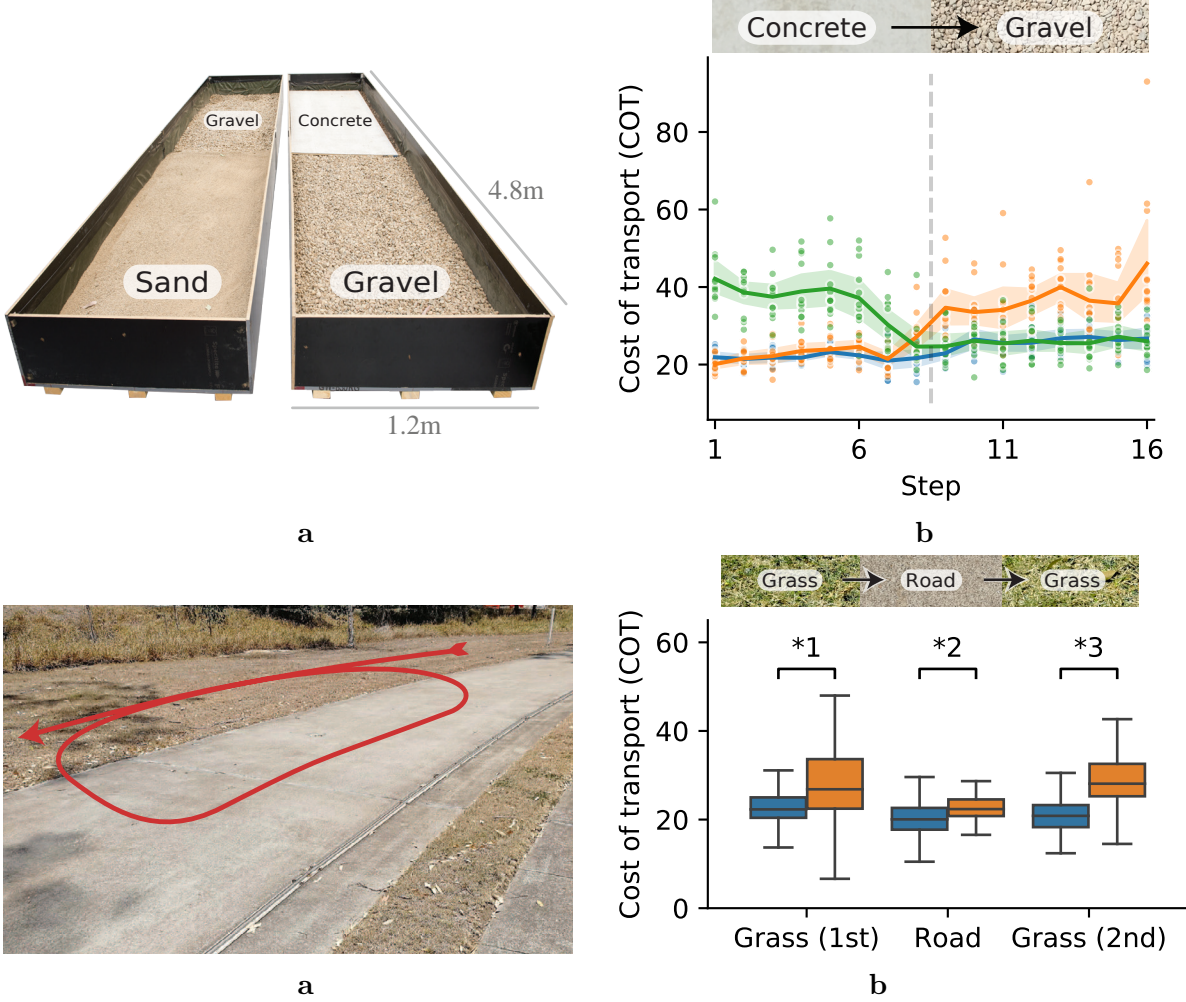 Gravel
Concrete
Sand
Gravel
4.8m
1.2m
a
Concrete
Gravel
Cost of transport (COT)
80
60
40
20
1
6
11
16
Step
b
a
Grass
Road
Grass
Cost of transport (COT)
60
40
20
0
*1
*2
*3
Grass (1st)
Road
Grass (2nd)
b